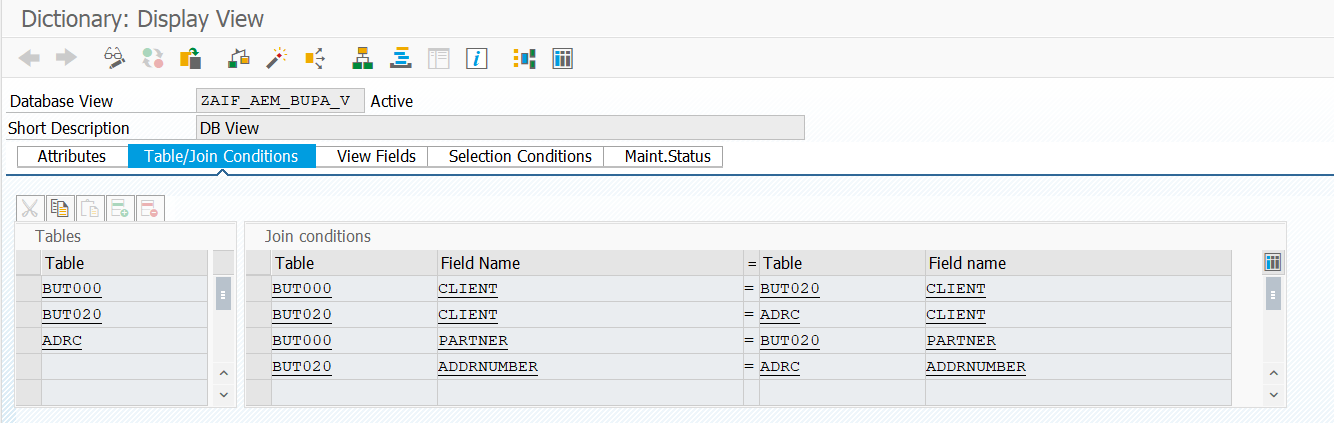 Dictionary: Display View
Database View ZAIF_AEM_BUPA_V Active
Short Description DB View
Attributes Table/Join Conditions View Fields Selection Conditions Maint.Status
Tables Join conditions
Table Table Field Name = Table Field name
BUT000 BUT000 CLIENT = BUT020 CLIENT
BUT020 BUT020 CLIENT = ADRC CLIENT
ADRC BUT000 PARTNER = BUT020 PARTNER
BUT020 ADDRNUMBER = ADRC ADDRNUMBER